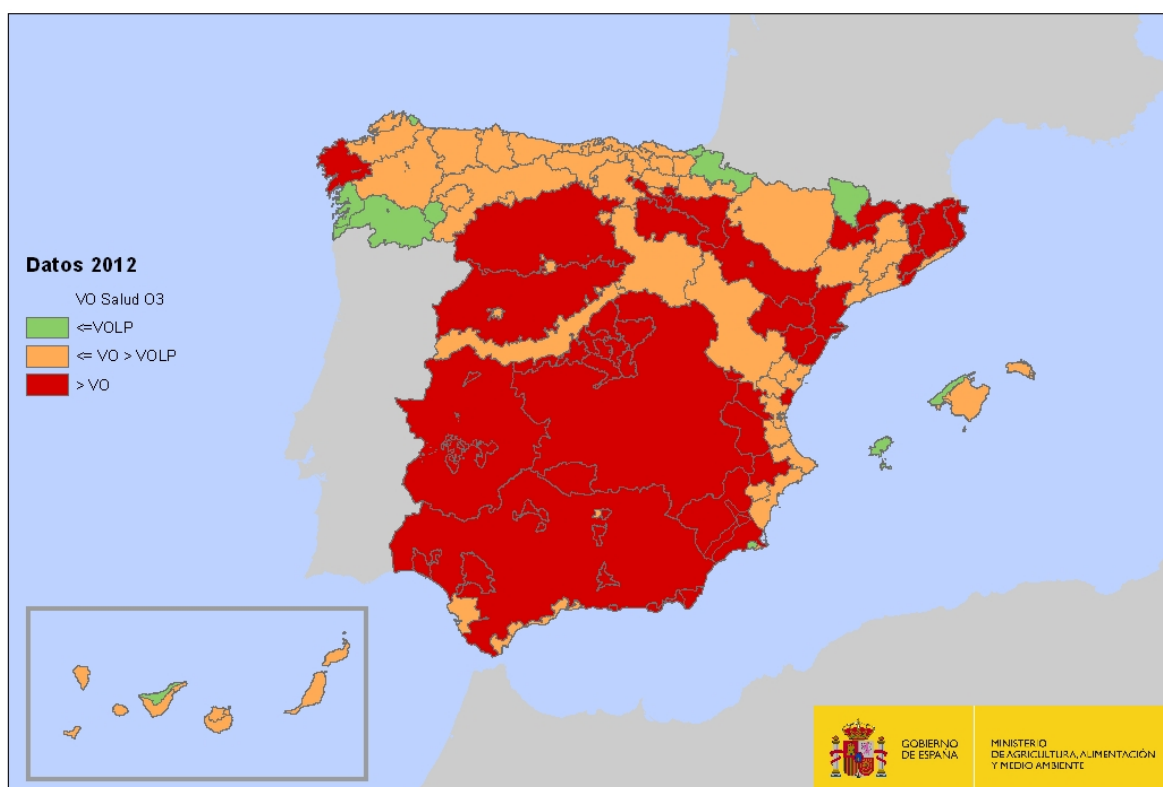 Datos 2012
VO Salud O3
<=VOLP
<= VO > VOLP
> VO
GOBIERNO
DE ESPAÑA
MINISTERIO
DE AGRICULTURA, ALIMENTACIÓN
Y MEDIO AMBIENTE